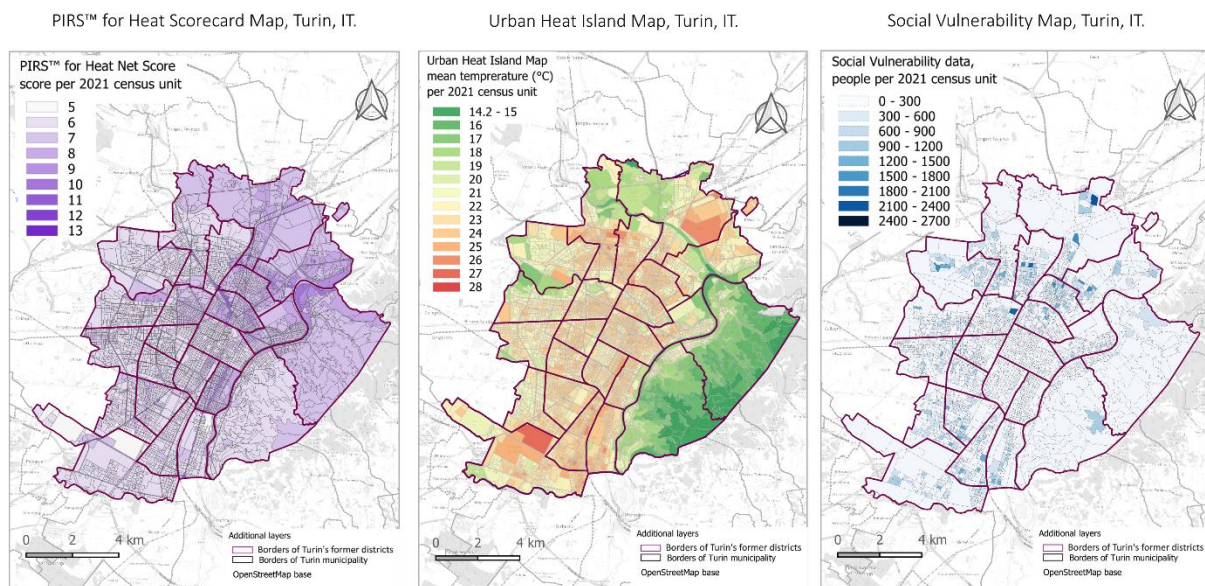 PIRS™ for Heat Scorecard Map, Turin, IT.
PIRS™ for Heat Net Score
score per 2021 census unit
5
6
7
8
9
10
11
12
13
0
2
4 km
Additional layers
Borders of Turin's former districts
Borders of Turin municipality
OpenStreetMap base
Urban Heat Island Map, Turin, IT.
Urban Heat Island Map
mean temprerature (°C)
per 2021 census unit
14.2 - 15
16
17
18
19
20
21
22
23
24
25
26
27
28
0
2
4 km
Additional layers
Borders of Turin's former districts
Borders of Turin municipality
OpenStreetMap base
Social Vulnerability Map, Turin, IT.
Social Vulnerability data,
people per 2021 census unit
0 - 300
300 - 600
600 - 900
900 - 1200
1200 - 1500
1500 - 1800
1800 - 2100
2100 - 2400
2400 - 2700
0
2
4 km
Additional layers
Borders of Turin's former districts
Borders of Turin municipality
OpenStreetMap base